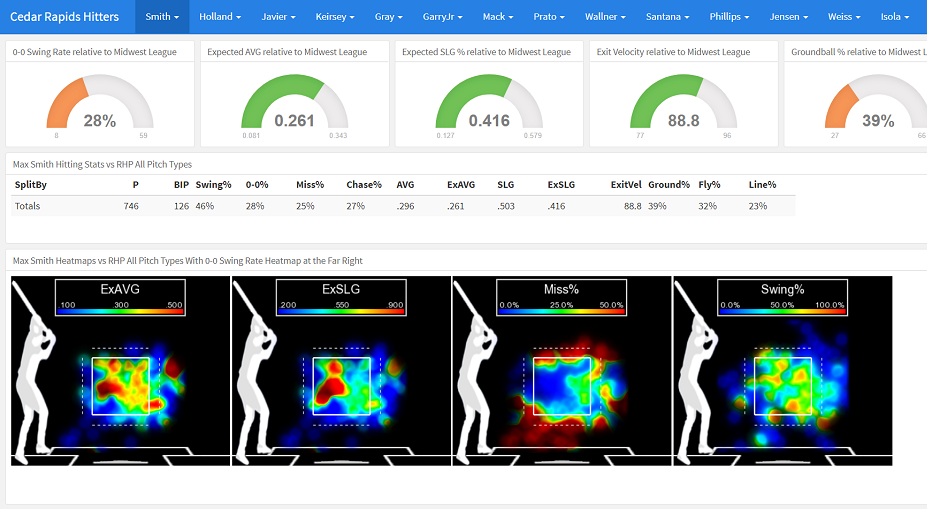 Cedar Rapids Hitters Smith Holland Javier Keirsey Gray GarryJr Mack Prato Wallner Santana Phillips Jensen Weiss Isola
0-0 Swing Rate relative to Midwest League
28%
8 59
Expected AVG relative to Midwest League
0.261
0.081 0.343
Expected SLG % relative to Midwest League
0.416
0.127 0.579
Exit Velocity relative to Midwest League
88.8
77 96
Groundball % relative to Midwest L
39%
27 66
Max Smith Hitting Stats vs RHP All Pitch Types
SplitBy P BIP Swing% 0-0% Miss% Chase% AVG ExAVG SLG ExSLG ExitVel Ground% Fly% Line%
Totals 746 126 46% 28% 25% 27% .296 .261 .503 .416 88.8 39% 32% 23%
Max Smith Heatmaps vs RHP All Pitch Types With 0-0 Swing Rate Heatmap at the Far Right
ExAVG
.100 .300 .500
ExSLG
.200 .550 .900
Miss%
0.0% 25.0% 50.0%
Swing%
0.0% 50.0% 100.0%